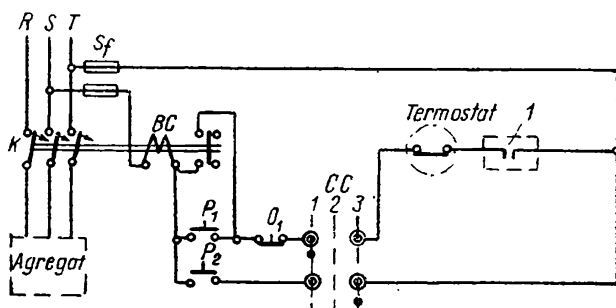 R S T
Sf
BC
K
Termostat
1
CC
1 2 3
P1
O1
P2
Agregat